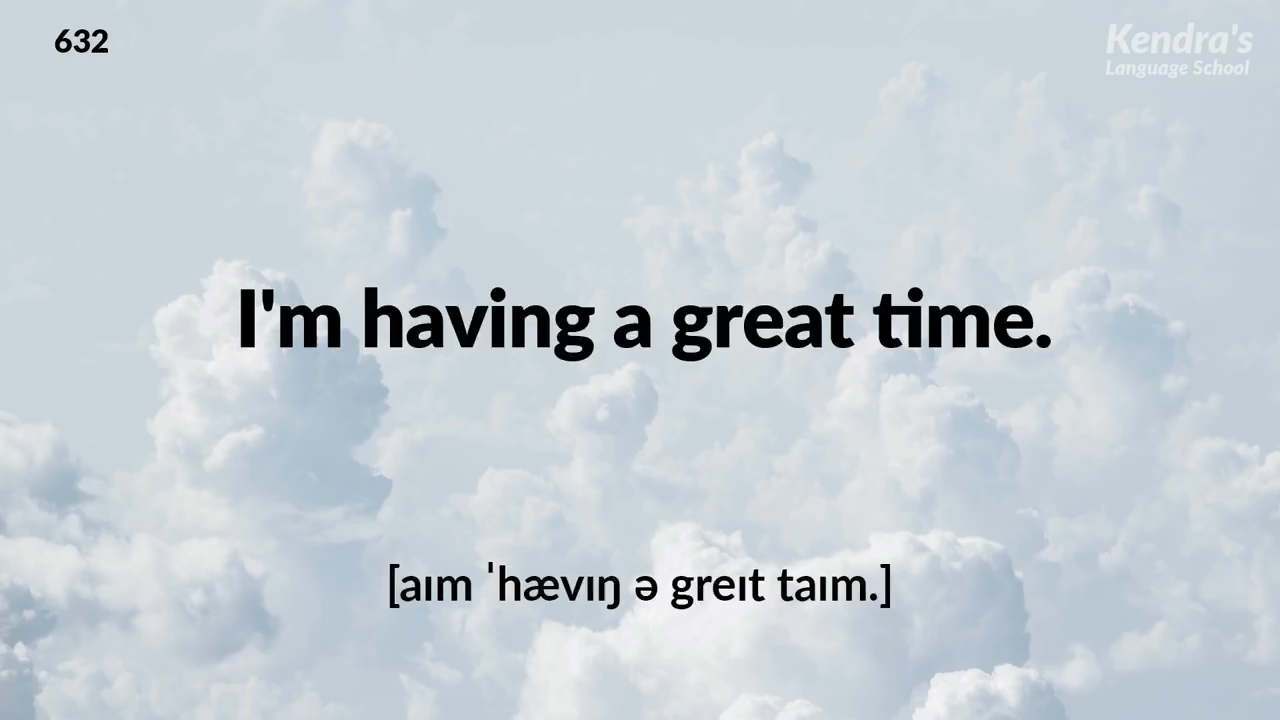 632
Kendra's
Language School
I'm having a great time.
[aɪm ˈhævɪŋ ə greɪt taɪm.]